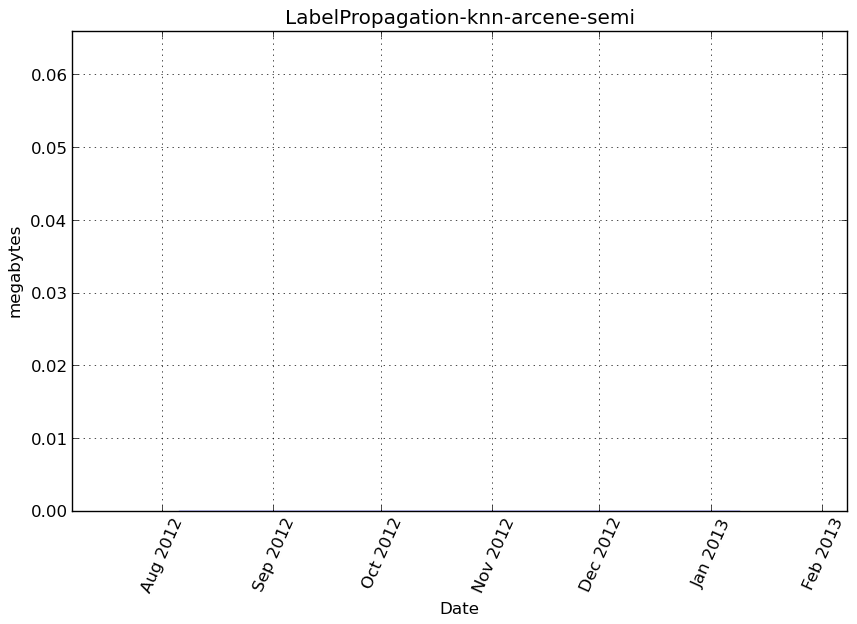 LabelPropagation-knn-arcene-semi
0.06
0.05
0.04
0.03
0.02
0.01
0.00
megabytes
Aug 2012
Sep 2012
Oct 2012
Nov 2012
Dec 2012
Jan 2013
Feb 2013
Date